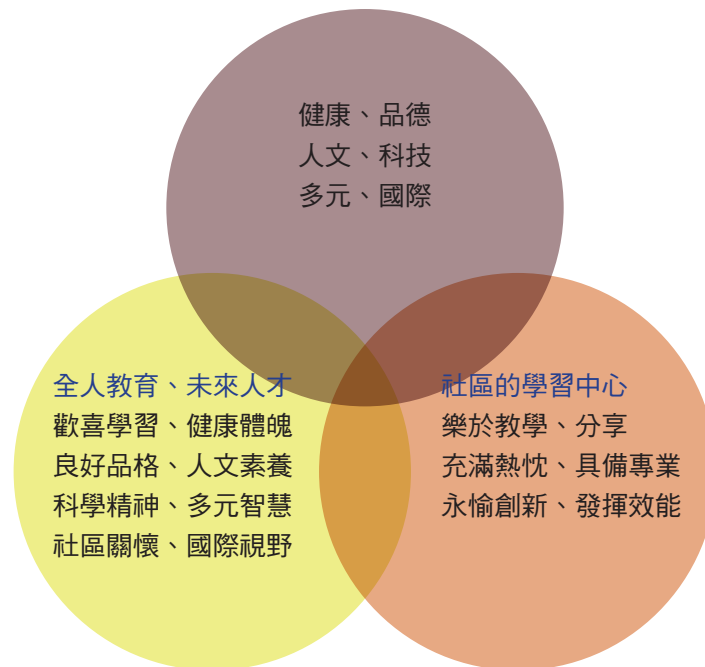 健康、品德
人文、科技
多元、國際
全人教育、未來人才
歡喜學習、健康體魄
良好品格、人文素養
科學精神、多元智慧
社區關懷、國際視野
社區的學習中心
樂於教學、分享
充滿熱忱、具備專業
永愉創新、發揮效能